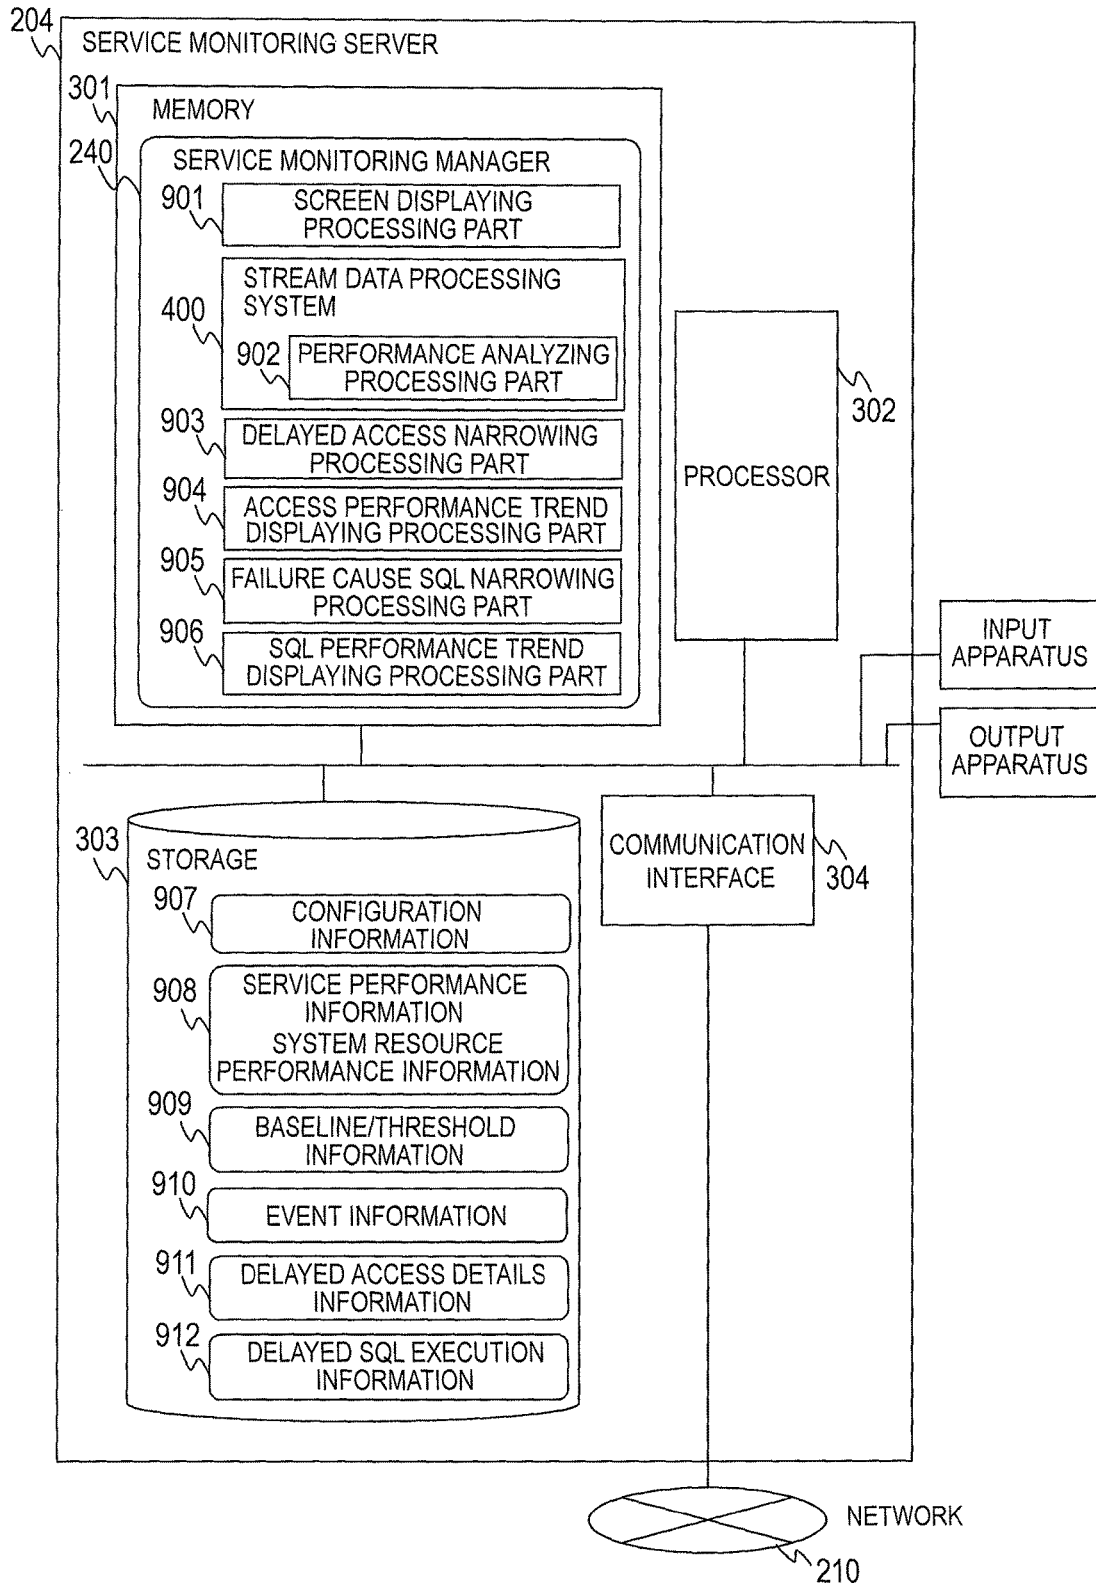 204
SERVICE MONITORING SERVER
301
MEMORY
240
SERVICE MONITORING MANAGER
901
SCREEN DISPLAYING
PROCESSING PART
STREAM DATA PROCESSING
SYSTEM
400
902
PERFORMANCE ANALYZING
PROCESSING PART
903
DELAYED ACCESS NARROWING
PROCESSING PART
904
ACCESS PERFORMANCE TREND
DISPLAYING PROCESSING PART
905
FAILURE CAUSE SQL NARROWING
PROCESSING PART
906
SQL PERFORMANCE TREND
DISPLAYING PROCESSING PART
PROCESSOR
302
INPUT
APPARATUS
OUTPUT
APPARATUS
303
STORAGE
907
CONFIGURATION
INFORMATION
908
SERVICE PERFORMANCE
INFORMATION
SYSTEM RESOURCE
PERFORMANCE INFORMATION
909
BASELINE/THRESHOLD
INFORMATION
910
EVENT INFORMATION
911
DELAYED ACCESS DETAILS
INFORMATION
912
DELAYED SQL EXECUTION
INFORMATION
COMMUNICATION
INTERFACE
304
NETWORK
210